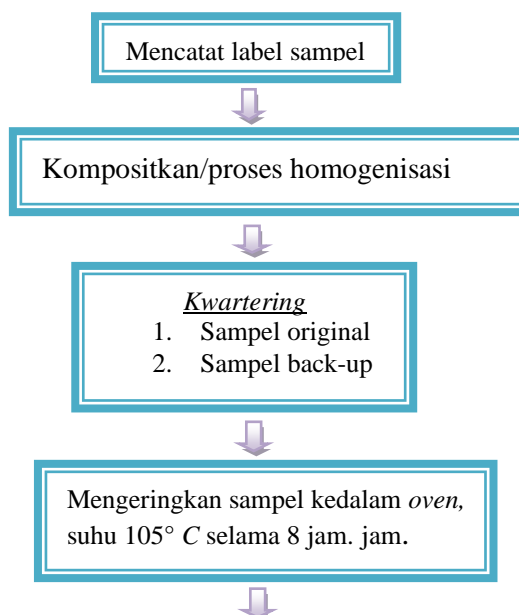 Mencatat label sampel
Kompositkan/proses homogenisasi
Kwartering
1. Sampel original
2. Sampel back-up
Mengeringkan sampel kedalam oven,
suhu 105° C selama 8 jam. jam.